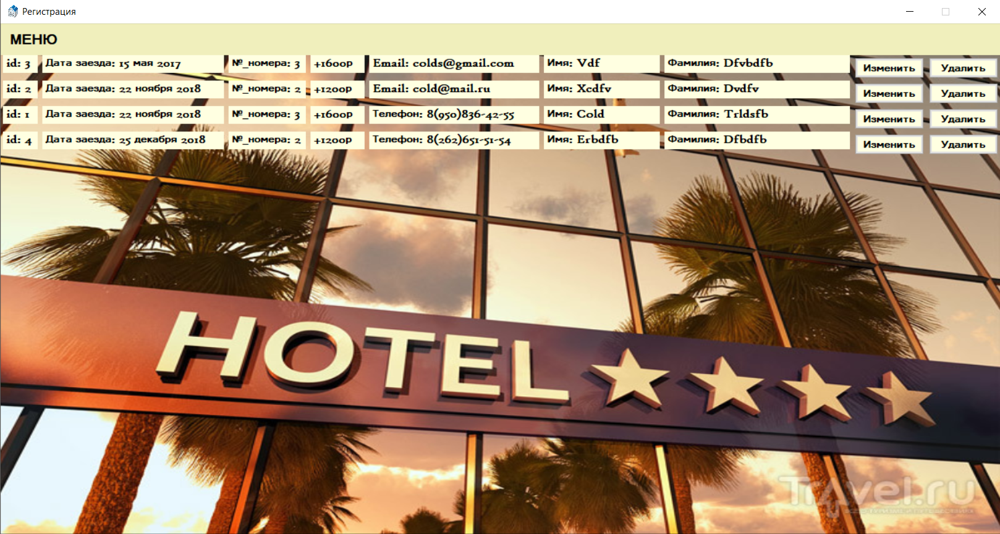 Регистрация
МЕНЮ
id: 3 Дата заезда: 15 мая 2017 №_номера: 3 +1600р Email: colds@gmail.com Имя: Vdf Фамилия: Dfvbdfb Изменить Удалить
id: 2 Дата заезда: 22 ноября 2018 №_номера: 2 +1200р Email: cold@mail.ru Имя: Xcdfv Фамилия: Dvdfv Изменить Удалить
id: 1 Дата заезда: 22 ноября 2018 №_номера: 3 +1600р Телефон: 8(950)836-42-55 Имя: Cold Фамилия: Trldsfb Изменить Удалить
id: 4 Дата заезда: 25 декабря 2018 №_номера: 2 +1200р Телефон: 8(262)651-51-54 Имя: Erbdfb Фамилия: Dfbdfb Изменить Удалить
HOTEL
Travel.ru